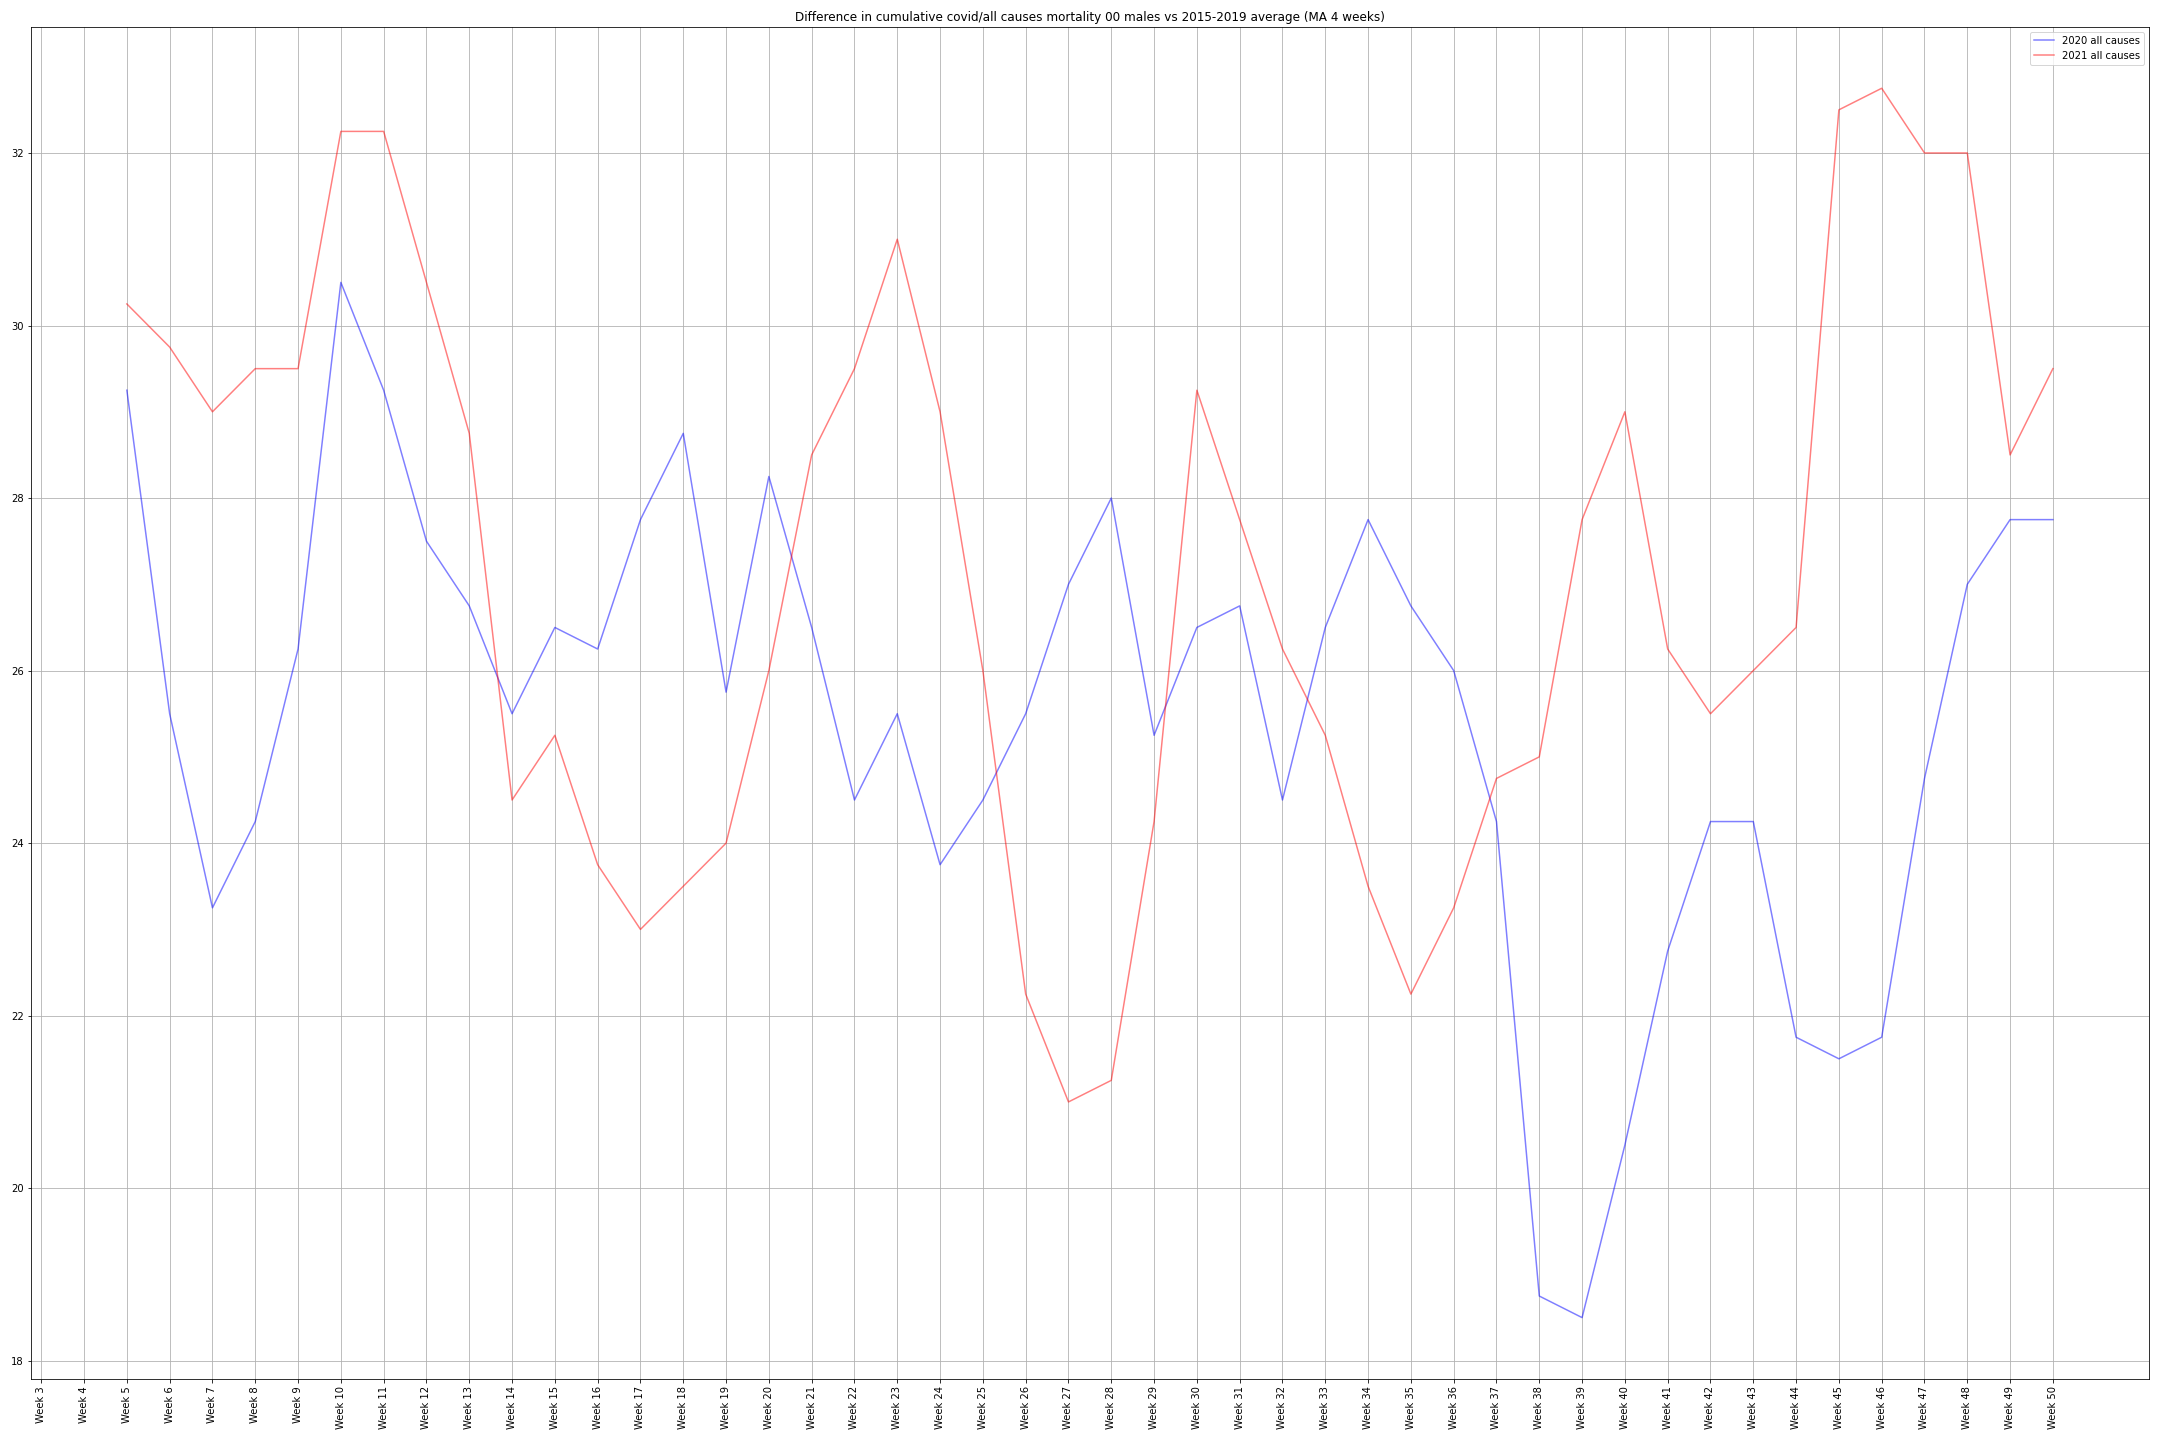 Difference in cumulative covid/all causes mortality 00 males vs 2015-2019 average (MA 4 weeks)
2020 all causes
2021 all causes
32
30
28
26
24
22
20
18
Week 3
Week 4
Week 5
Week 6
Week 7
Week 8
Week 9
Week 10
Week 11
Week 12
Week 13
Week 14
Week 15
Week 16
Week 17
Week 18
Week 19
Week 20
Week 21
Week 22
Week 23
Week 24
Week 25
Week 26
Week 27
Week 28
Week 29
Week 30
Week 31
Week 32
Week 33
Week 34
Week 35
Week 36
Week 37
Week 38
Week 39
Week 40
Week 41
Week 42
Week 43
Week 44
Week 45
Week 46
Week 47
Week 48
Week 49
Week 50